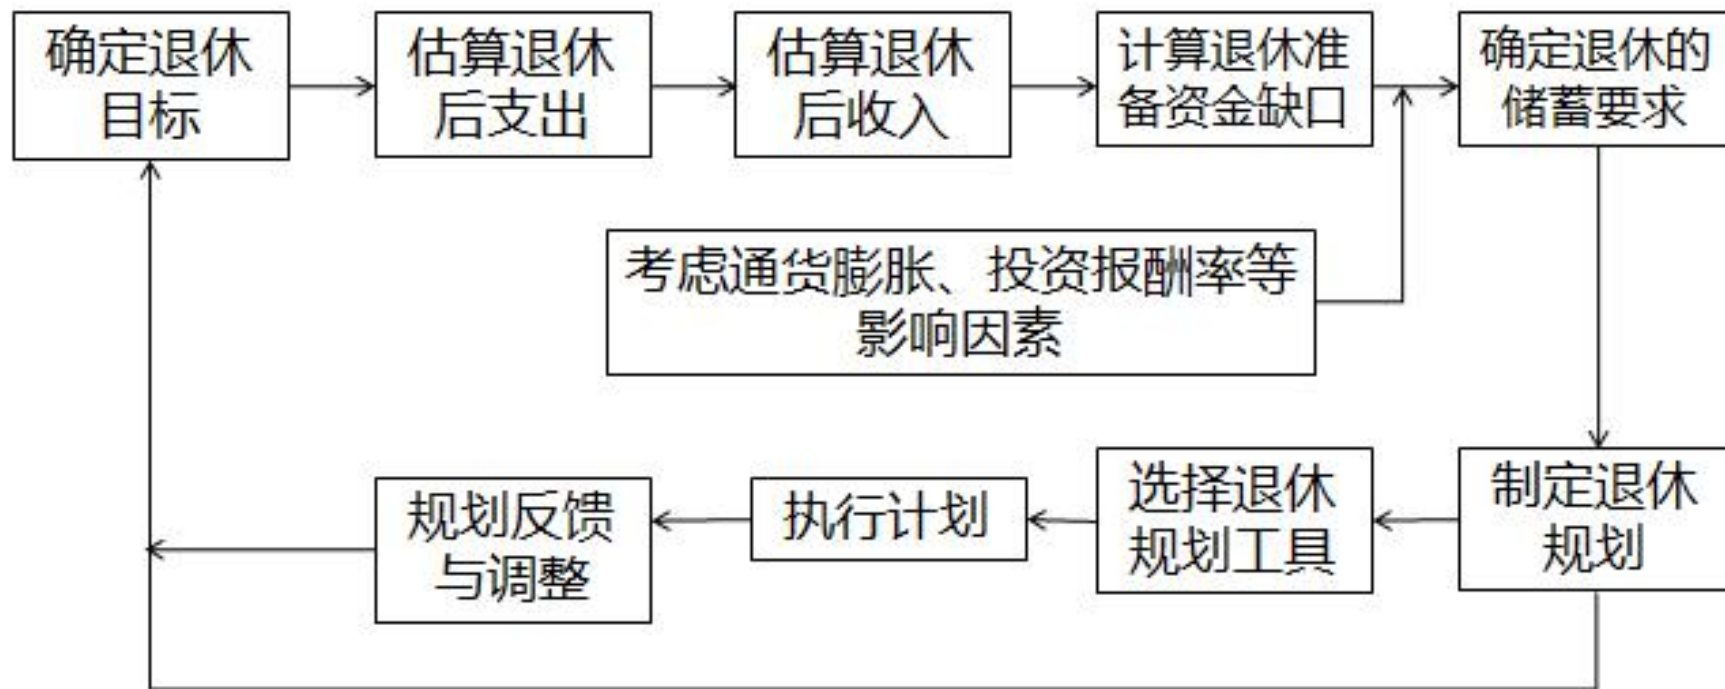 确定退休
目标
估算退休
后支出
估算退休
后收入
计算退休准
备资金缺口
确定退休的
储蓄要求
考虑通货膨胀、投资报酬率等
影响因素
制定退休
规划
选择退休
规划工具
执行计划
规划反馈
与调整